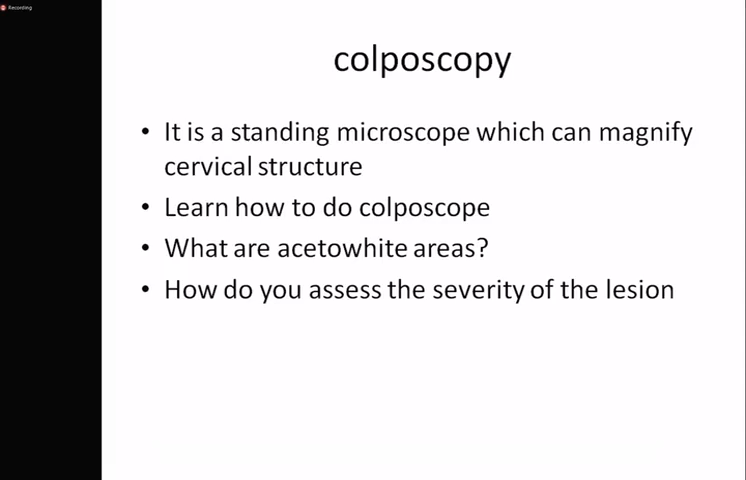 Recording
colposcopy
• It is a standing microscope which can magnify
cervical structure
• Learn how to do colposcope
• What are acetowhite areas?
• How do you assess the severity of the lesion